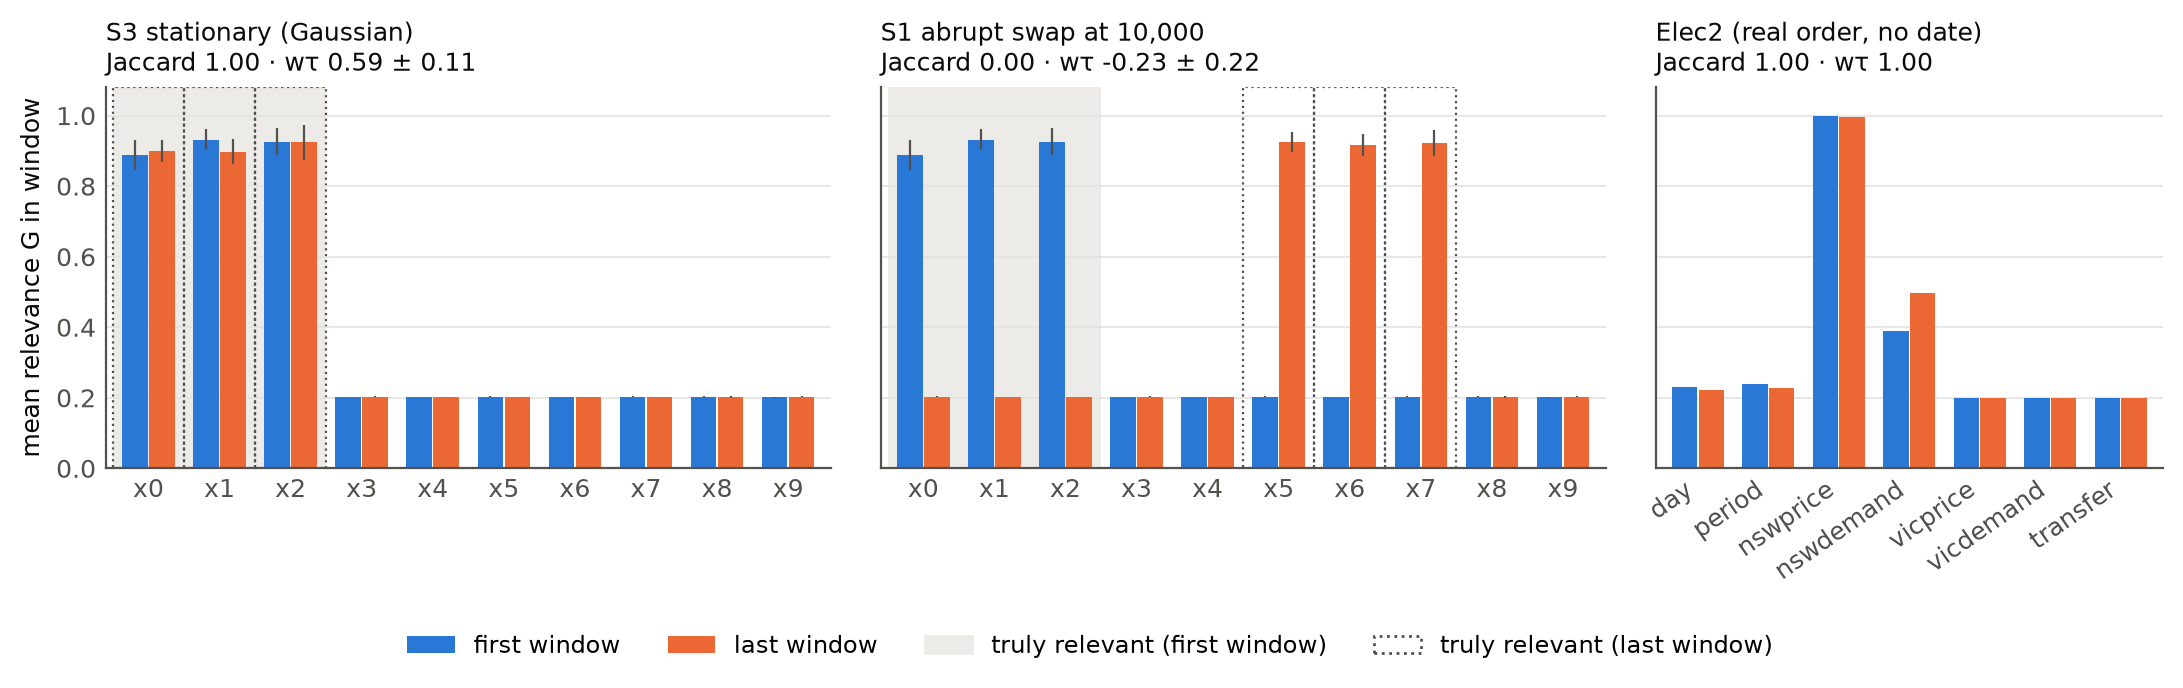 S3 stationary (Gaussian)
Jaccard 1.00 · wτ 0.59 ± 0.11
S1 abrupt swap at 10,000
Jaccard 0.00 · wτ -0.23 ± 0.22
Elec2 (real order, no date)
Jaccard 1.00 · wτ 1.00
mean relevance G in window
1.0
0.8
0.6
0.4
0.2
0.0
x0 x1 x2 x3 x4 x5 x6 x7 x8 x9
x0 x1 x2 x3 x4 x5 x6 x7 x8 x9
day
period
nswprice
nswdemand
vicprice
vicdemand
transfer
first window
last window
truly relevant (first window)
truly relevant (last window)